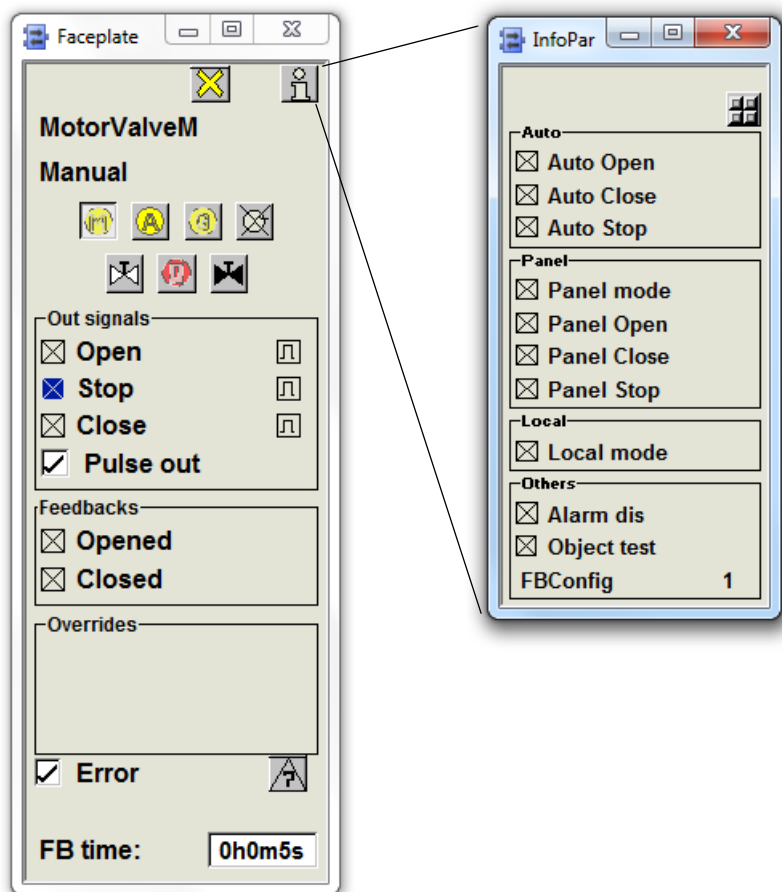 Faceplate
MotorValveM
Manual
Out signals
Open
Stop
Close
Pulse out
Feedbacks
Opened
Closed
Overrides
Error
FB time: 0h0m5s
InfoPar
Auto
Auto Open
Auto Close
Auto Stop
Panel
Panel mode
Panel Open
Panel Close
Panel Stop
Local
Local mode
Others
Alarm dis
Object test
FBConfig 1